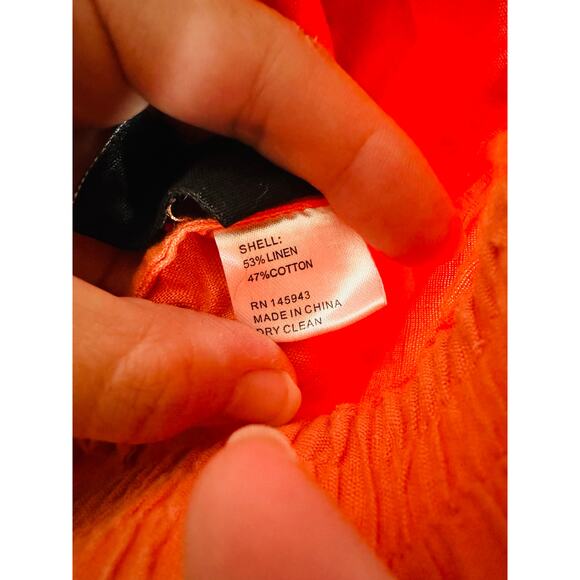 SHELL:
53% LINEN
47%COTTON
RN 145943
MADE IN CHINA
DRY CLEAN